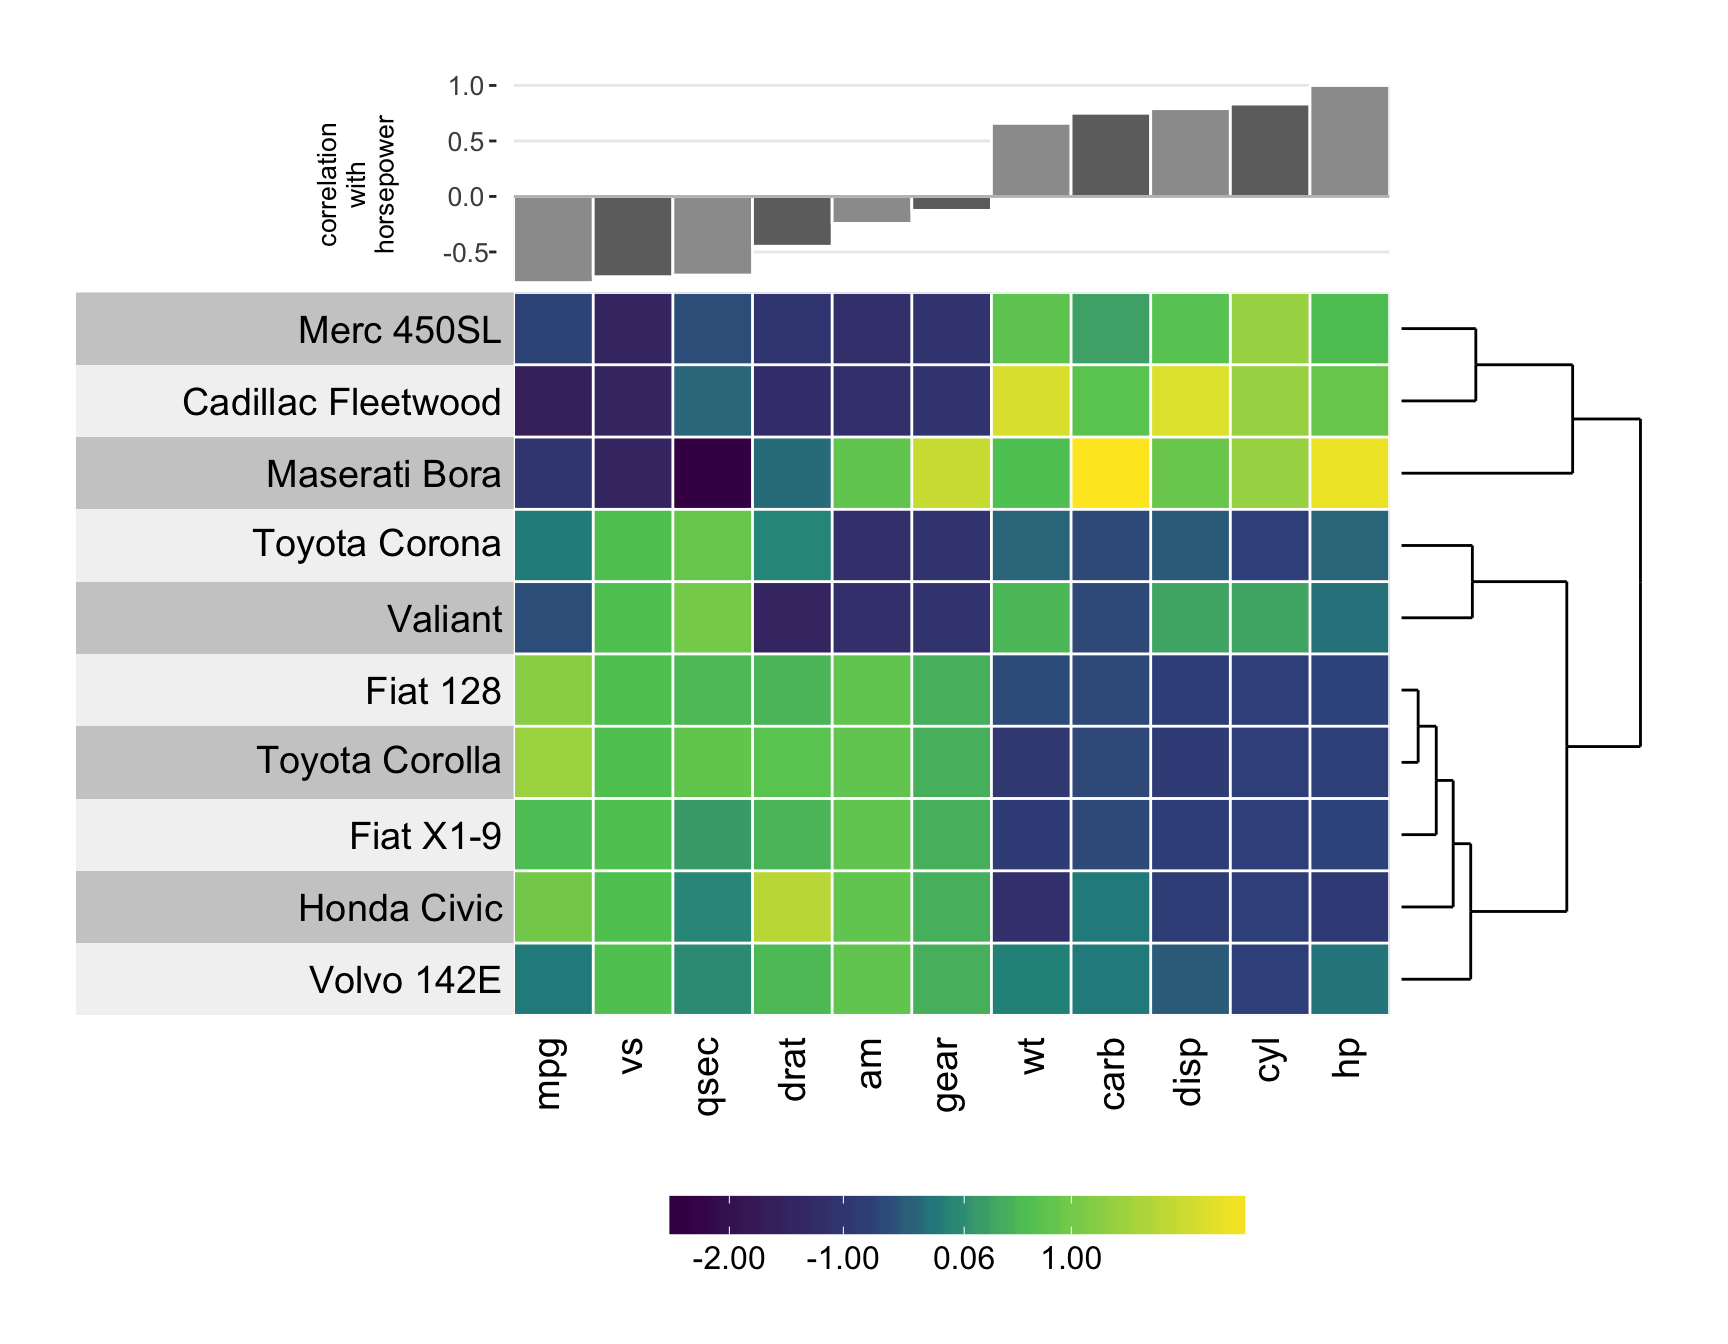 correlation
with
horsepower
1.0
0.5
0.0
-0.5
Merc 450SL
Cadillac Fleetwood
Maserati Bora
Toyota Corona
Valiant
Fiat 128
Toyota Corolla
Fiat X1-9
Honda Civic
Volvo 142E
mpg vs qsec drat am gear wt carb disp cyl hp
-2.00 -1.00 0.06 1.00